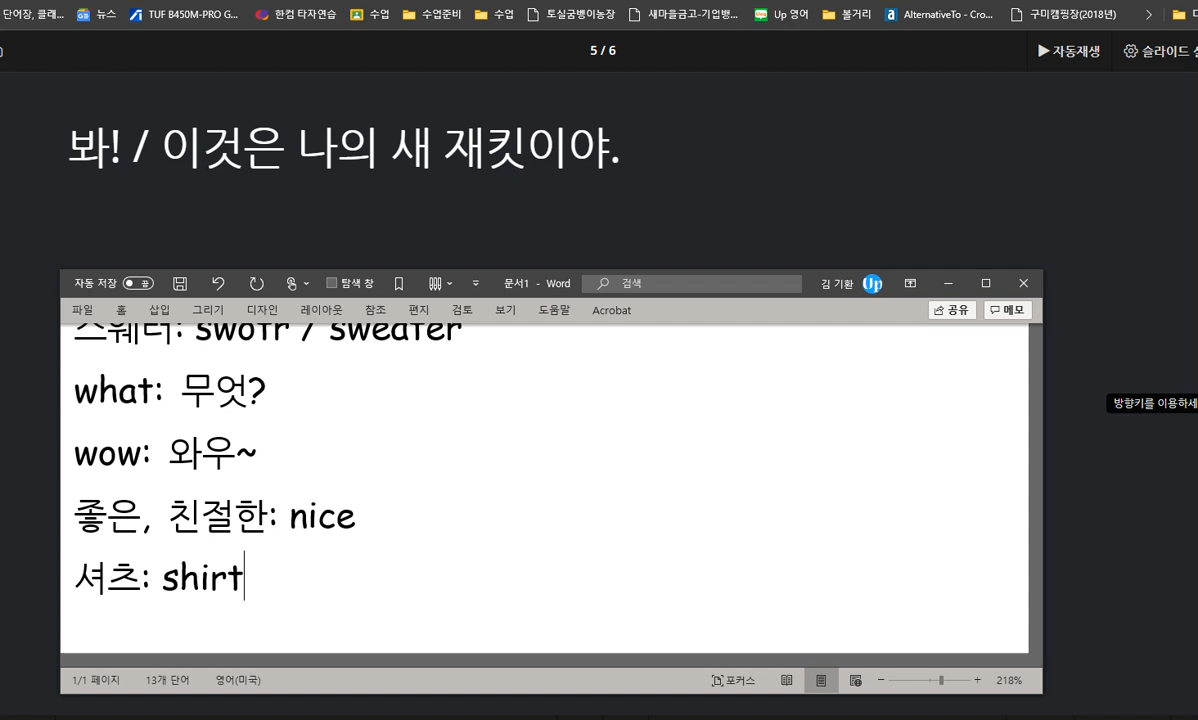 단어장, 클래... 뉴스 TUF B450M-PRO G... 한컴 타자연습 수업 수업준비 수업 토실굼벵이농장 새마을금고-기업뱅... Up 영어 볼거리 AlternativeTo - Cro... 구미캠핑장(2018년)
5 / 6 ▶자동재생 슬라이드
봐! / 이것은 나의 새 재킷이야.
자동 저장 끔 탐색 창 문서1 - Word 검색 김 기환 Up
파일 홈 삽입 그리기 디자인 레이아웃 참조 편지 검토 보기 도움말 Acrobat 공유 메모
스웨터: swotr / sweater
what: 무엇?
방향키를 이용하세
wow: 와우~
좋은, 친절한: nice
셔츠: shirt
1/1 페이지 13개 단어 영어(미국) 포커스 218%